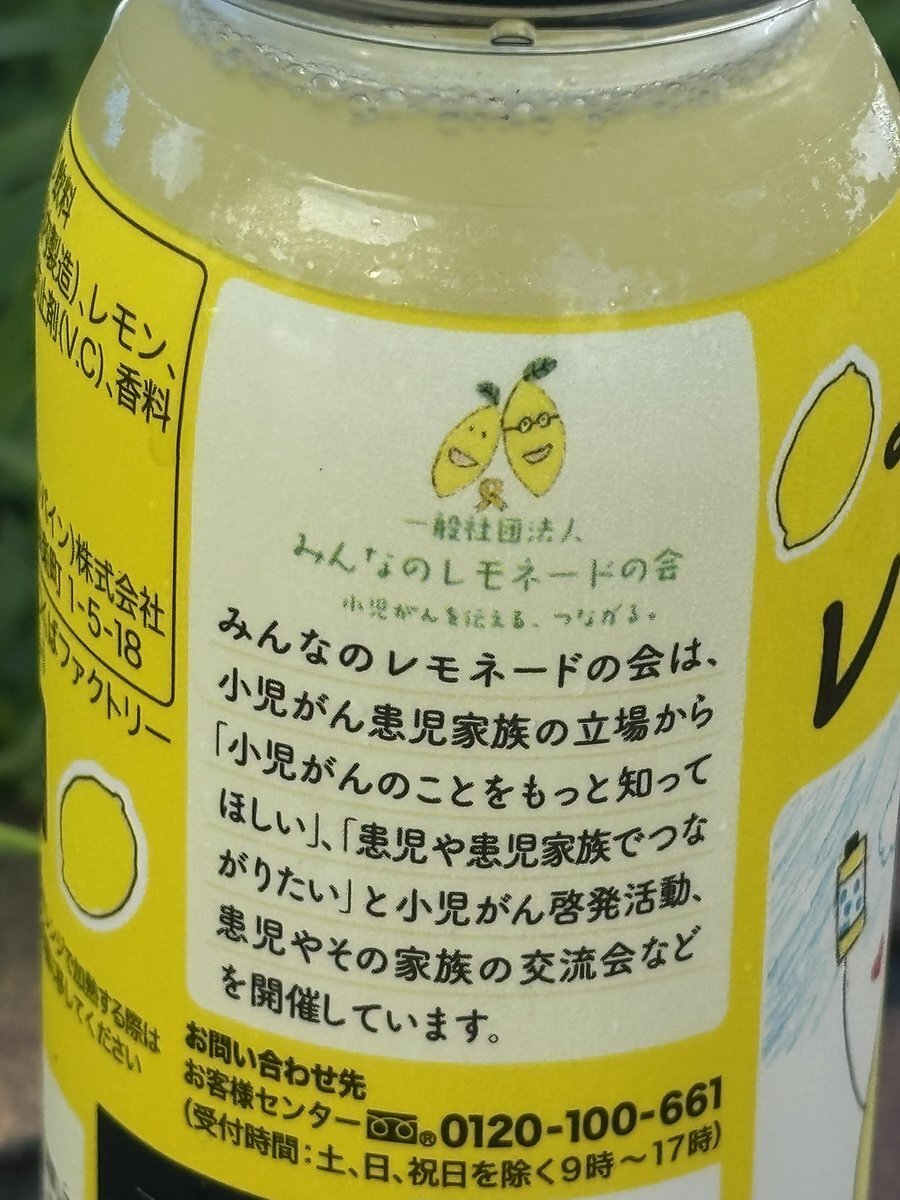 製造)、レモン、
止剤(V.C)、香料
株式会社
町1-5-18
ファクトリー
一般社団法人
みんなのレモネードの会
小児がんを伝える、つながる。
みんなのレモネードの会は、
小児がん患児家族の立場から
「小児がんのことをもっと知って
ほしい」、「患児や患児家族でつな
がりたい」と小児がん啓発活動、
患児やその家族の交流会など
を開催しています。
する際は
してください
お問い合わせ先
お客様センター ® 0120-100-661
(受付時間:土、日、祝日を除く9時～17時)